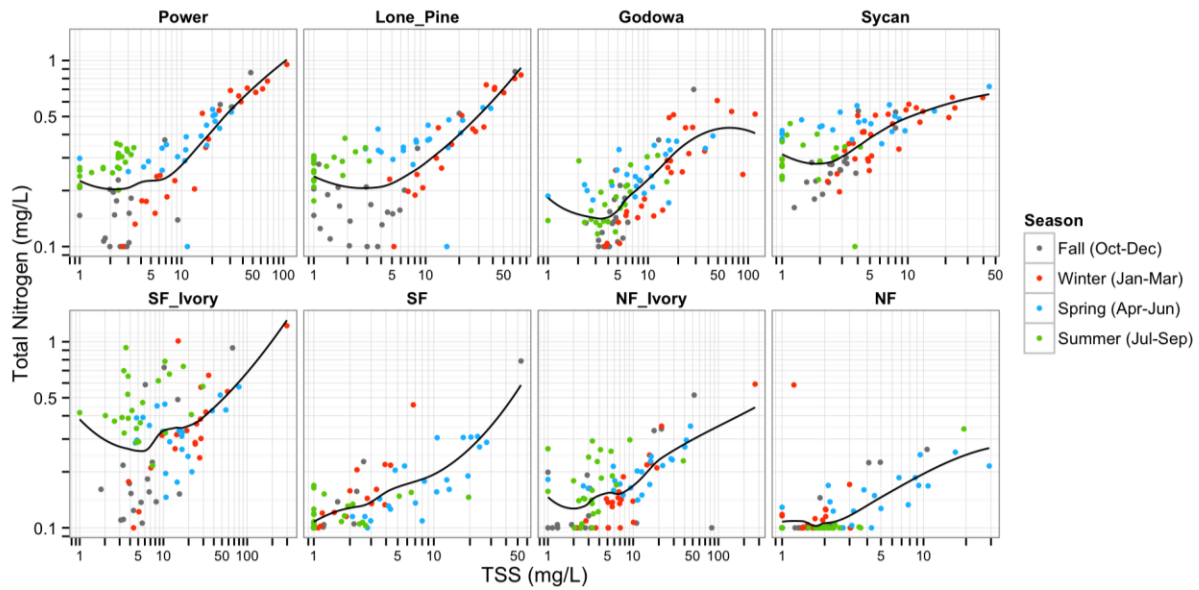 Power Lone_Pine Godowa Sycan
1
0.5
0.1
1 5 10 50 100
1 5 10 50
1 5 10 50 100
1 5 10 50
SF_Ivory SF NF_Ivory NF
1
0.5
0.1
1 5 10 50 100
1 5 10 50
1 5 10 50 100
1 5 10
Total Nitrogen (mg/L)
TSS (mg/L)
Season
Fall (Oct-Dec)
Winter (Jan-Mar)
Spring (Apr-Jun)
Summer (Jul-Sep)